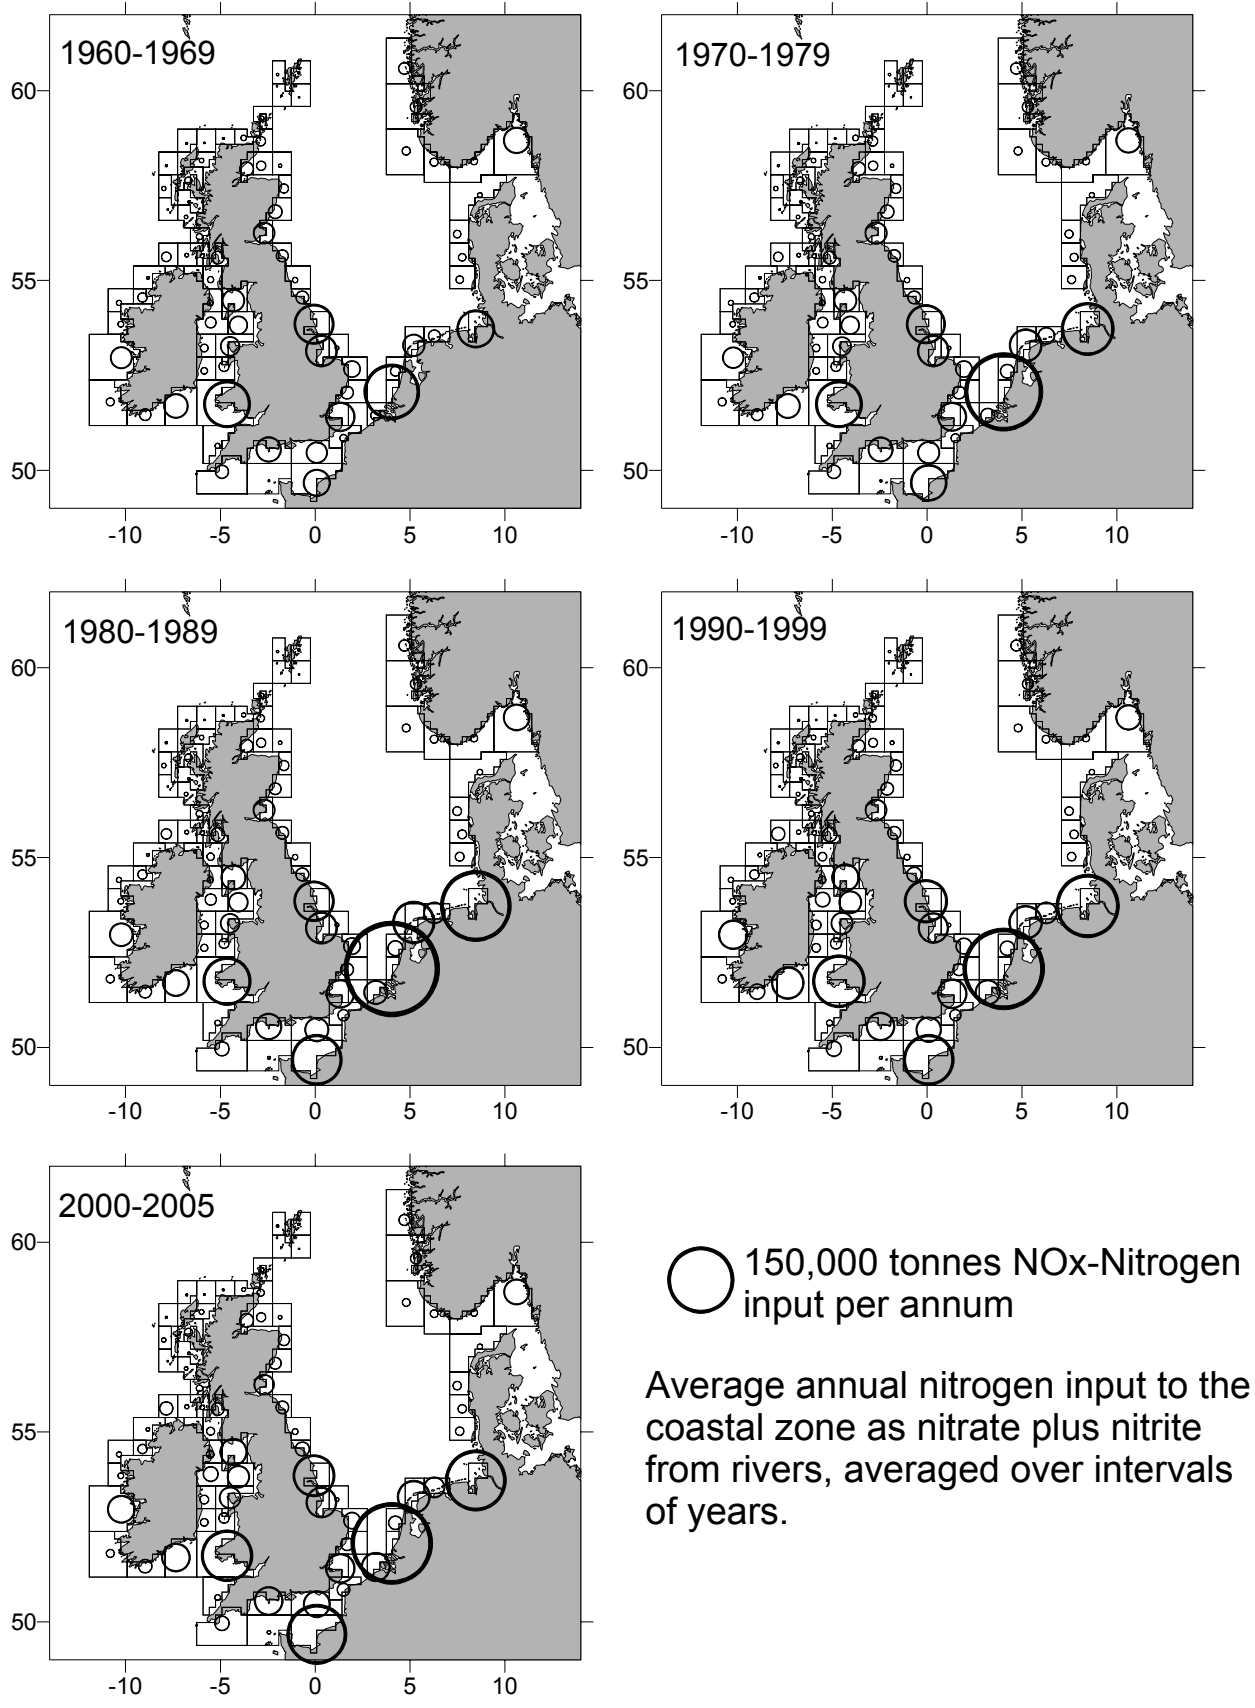 1960-1969
60
55
50
-10 -5 0 5 10
1970-1979
60
55
50
-10 -5 0 5 10
1980-1989
60
55
50
-10 -5 0 5 10
1990-1999
60
55
50
-10 -5 0 5 10
2000-2005
60
55
50
-10 -5 0 5 10
150,000 tonnes NOx-Nitrogen
input per annum
Average annual nitrogen input to the
coastal zone as nitrate plus nitrite
from rivers, averaged over intervals
of years.